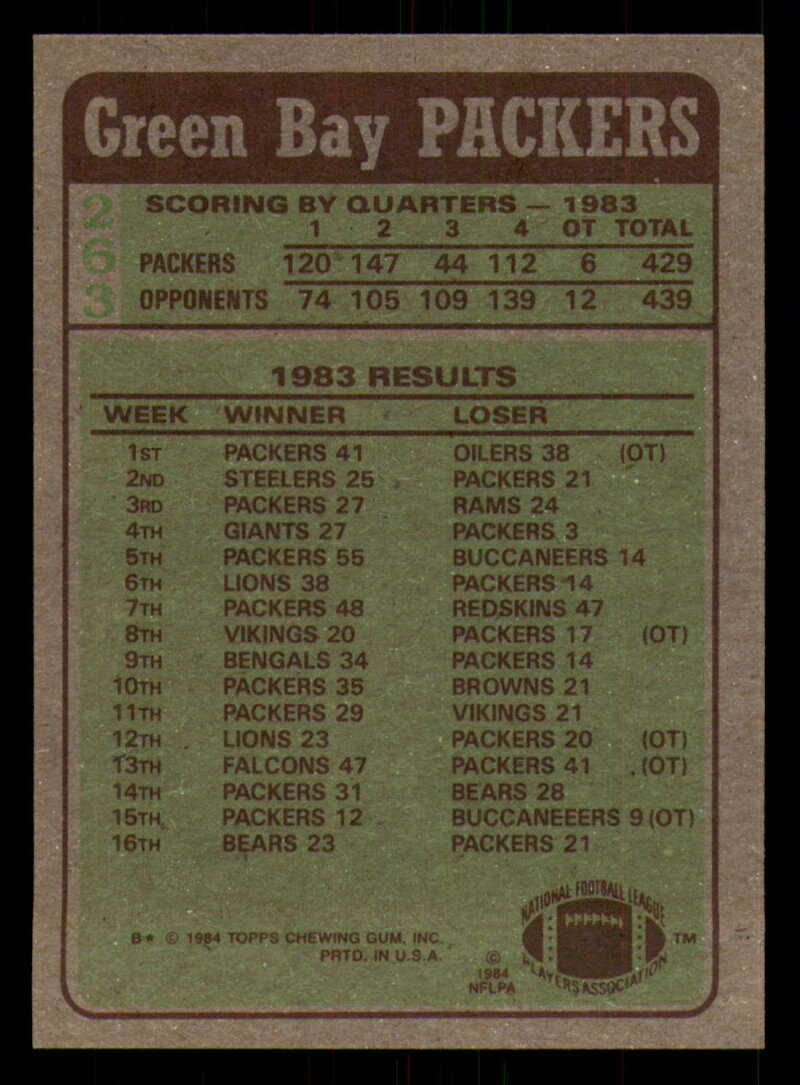 Green Bay PACKERS
263
SCORING BY QUARTERS — 1983
1 2 3 4 OT TOTAL
PACKERS 120 147 44 112 6 429
OPPONENTS 74 105 109 139 12 439
1983 RESULTS
WEEK WINNER LOSER
1ST PACKERS 41 OILERS 38 (OT)
2ND STEELERS 25 PACKERS 21
3RD PACKERS 27 RAMS 24
4TH GIANTS 27 PACKERS 3
5TH PACKERS 55 BUCCANEERS 14
6TH LIONS 38 PACKERS 14
7TH PACKERS 48 REDSKINS 47
8TH VIKINGS 20 PACKERS 17 (OT)
9TH BENGALS 34 PACKERS 14
10TH PACKERS 35 BROWNS 21
11TH PACKERS 29 VIKINGS 21
12TH LIONS 23 PACKERS 20 (OT)
13TH FALCONS 47 PACKERS 41 (OT)
14TH PACKERS 31 BEARS 28
15TH PACKERS 12 BUCCANEEERS 9 (OT)
16TH BEARS 23 PACKERS 21
NATIONAL FOOTBALL LEAGUE
PLAYERS ASSOCIATION
TM
B* © 1984 TOPPS CHEWING GUM, INC.
PRTD. IN U.S.A.
©
1984
NFLPA